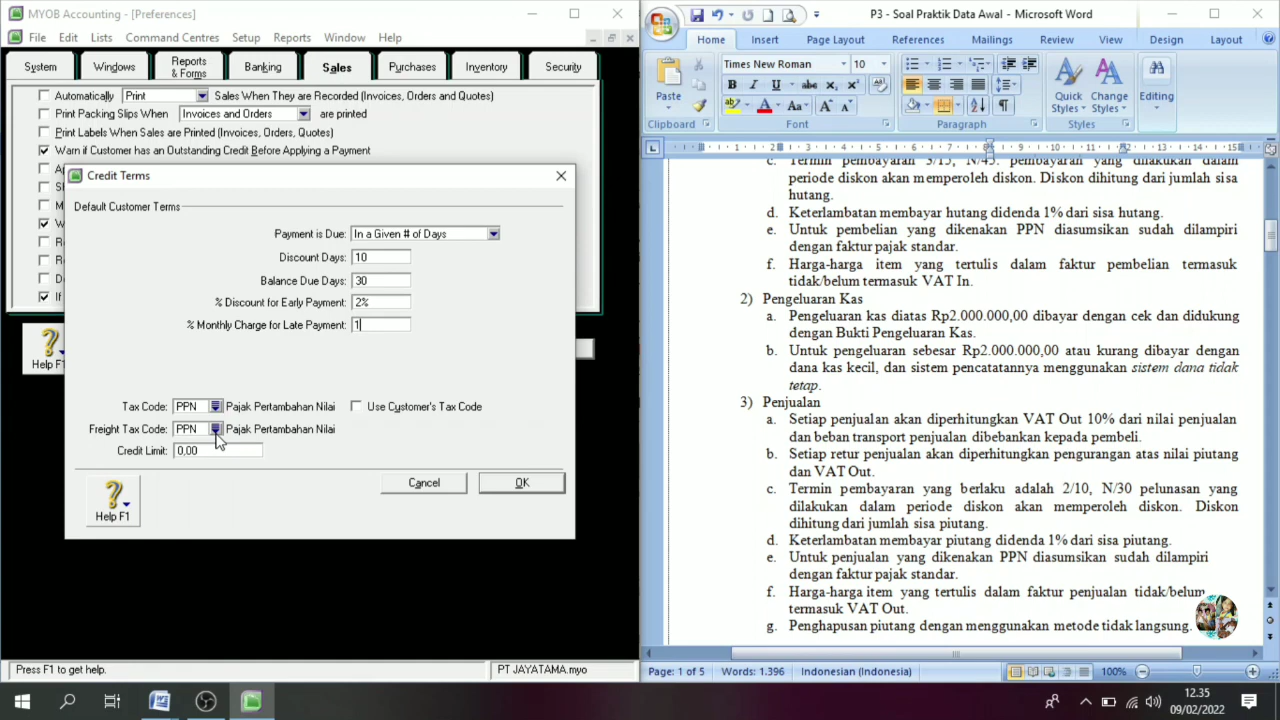 MYOB Accounting - [Preferences]
File Edit Lists Command Centres Setup Reports Window Help
System Windows Reports & Forms Banking Sales Purchases Inventory Security
Automatically Print Sales When They are Recorded (Invoices, Orders and Quotes)
Print Packing Slips When Invoices and Orders are printed
Print Labels When Sales are Printed (Invoices, Orders, Quotes)
Warn if Customer has an Outstanding Credit Before Applying a Payment
Credit Terms
Default Customer Terms
Payment is Due: In a Given # of Days
Discount Days: 10
Balance Due Days: 30
% Discount for Early Payment: 2%
% Monthly Charge for Late Payment: 1
Tax Code: PPN Pajak Pertambahan Nilai Use Customer's Tax Code
Freight Tax Code: PPN Pajak Pertambahan Nilai
Credit Limit: 0,00
Cancel OK
Help F1
Help F1
Press F1 to get help. PT JAYATAMA.myo
P3 - Soal Praktik Data Awal - Microsoft Word
Home Insert Page Layout References Mailings Review View Design Layout
Times New Roman 10
Paste
Quick Styles
Change Styles
Editing
Clipboard Font Paragraph Styles
c. Termin pembayaran 3/15, N/45. pembayaran yang dilakukan dalam
periode diskon akan memperoleh diskon. Diskon dihitung dari jumlah sisa
hutang.
d. Keterlambatan membayar hutang didenda 1% dari sisa hutang.
e. Untuk pembelian yang dikenakan PPN diasumsikan sudah dilampiri
dengan faktur pajak standar.
f. Harga-harga item yang tertulis dalam faktur pembelian termasuk
tidak/belum termasuk VAT In.
2) Pengeluaran Kas
a. Pengeluaran kas diatas Rp2.000.000,00 dibayar dengan cek dan didukung
dengan Bukti Pengeluaran Kas.
b. Untuk pengeluaran sebesar Rp2.000.000,00 atau kurang dibayar dengan
dana kas kecil, dan sistem pencatatannya menggunakan sistem dana tidak
tetap.
3) Penjualan
a. Setiap penjualan akan diperhitungkan VAT Out 10% dari nilai penjualan
dan beban transport penjualan dibebankan kepada pembeli.
b. Setiap retur penjualan akan diperhitungkan pengurangan atas nilai piutang
dan VAT Out.
c. Termin pembayaran yang berlaku adalah 2/10, N/30 pelunasan yang
dilakukan dalam periode diskon akan memperoleh diskon. Diskon
dihitung dari jumlah sisa piutang.
d. Keterlambatan membayar piutang didenda 1% dari sisa piutang.
e. Untuk penjualan yang dikenakan PPN diasumsikan sudah dilampiri
dengan faktur pajak standar.
f. Harga-harga item yang tertulis dalam faktur penjualan tidak/belum
termasuk VAT Out.
g. Penghapusan piutang dengan menggunakan metode tidak langsung.
Page: 1 of 5 Words: 1.396 Indonesian (Indonesia) 100%
12.35
09/02/2022